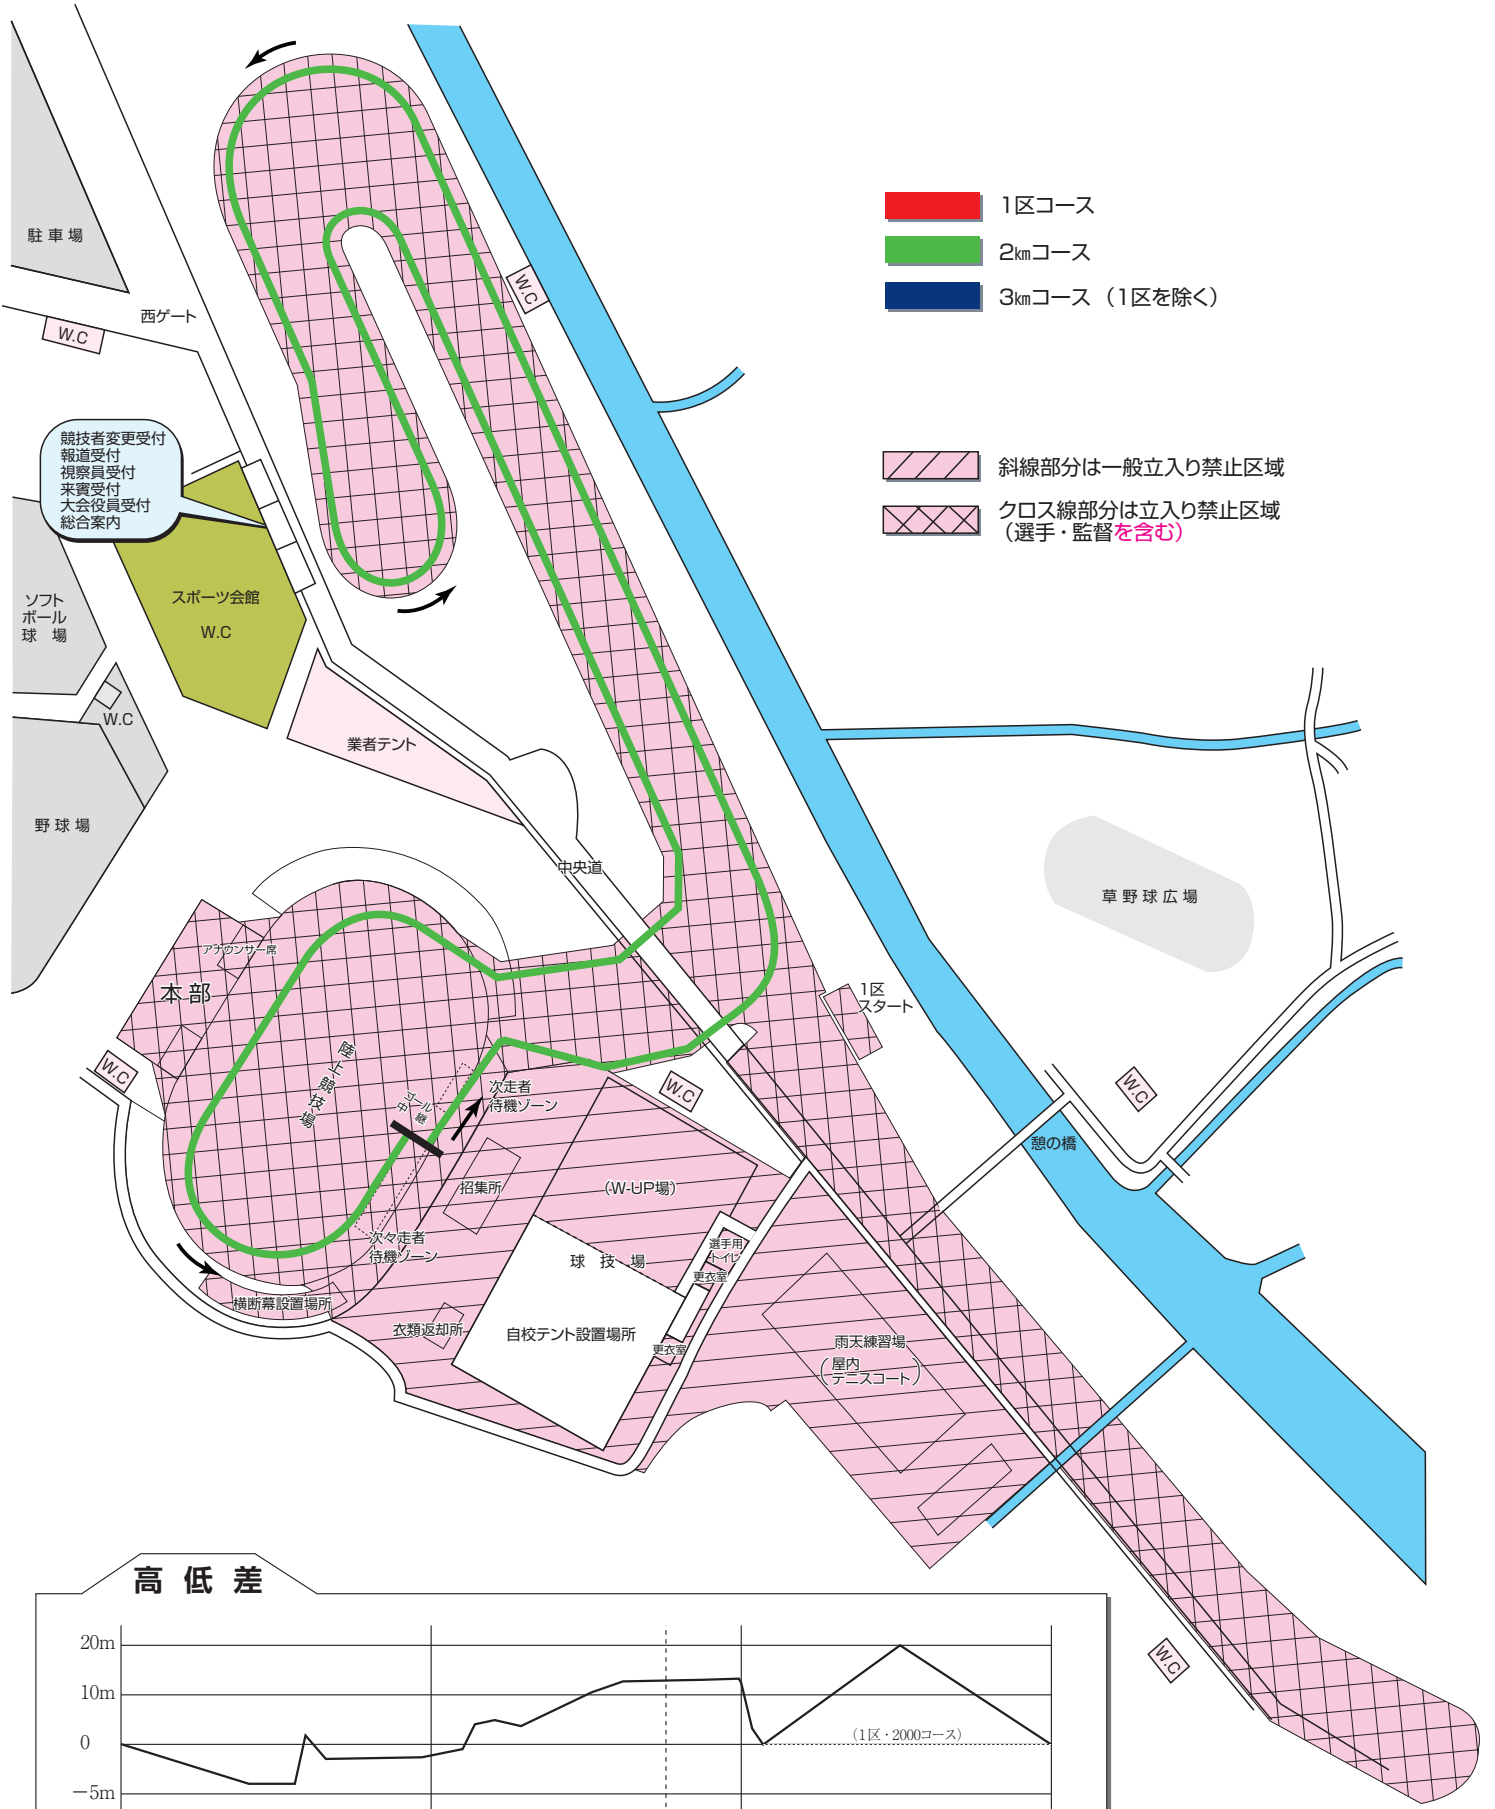 駐車場
西ゲート
W.C
W.C
1区コース
2㎞コース
3㎞コース（1区を除く）
斜線部分は一般立入り禁止区域
クロス線部分は立入り禁止区域
（選手・監督を含む）
競技者変更受付
報道受付
視察員受付
来賓受付
大会役員受付
総合案内
スポーツ会館
W.C
ソフト
ボール
球　場
W.C
業者テント
野球場
中央道
草野球広場
アナウンサー席
本部
1区
スタート
陸上競技場
W.C
次走者
待機ゾーン
ゴール
中継
W.C
W.C
憩の橋
招集所
（W-UP場）
次々走者
待機ゾーン
選手用
トイレ
球　技　場
更衣室
横断幕設置場所
衣類返却所
自校テント設置場所
更衣室
雨天練習場
（屋内
テニスコート）
W.C
高低差
20m
10m
0
（1区・2000コース）
−5m